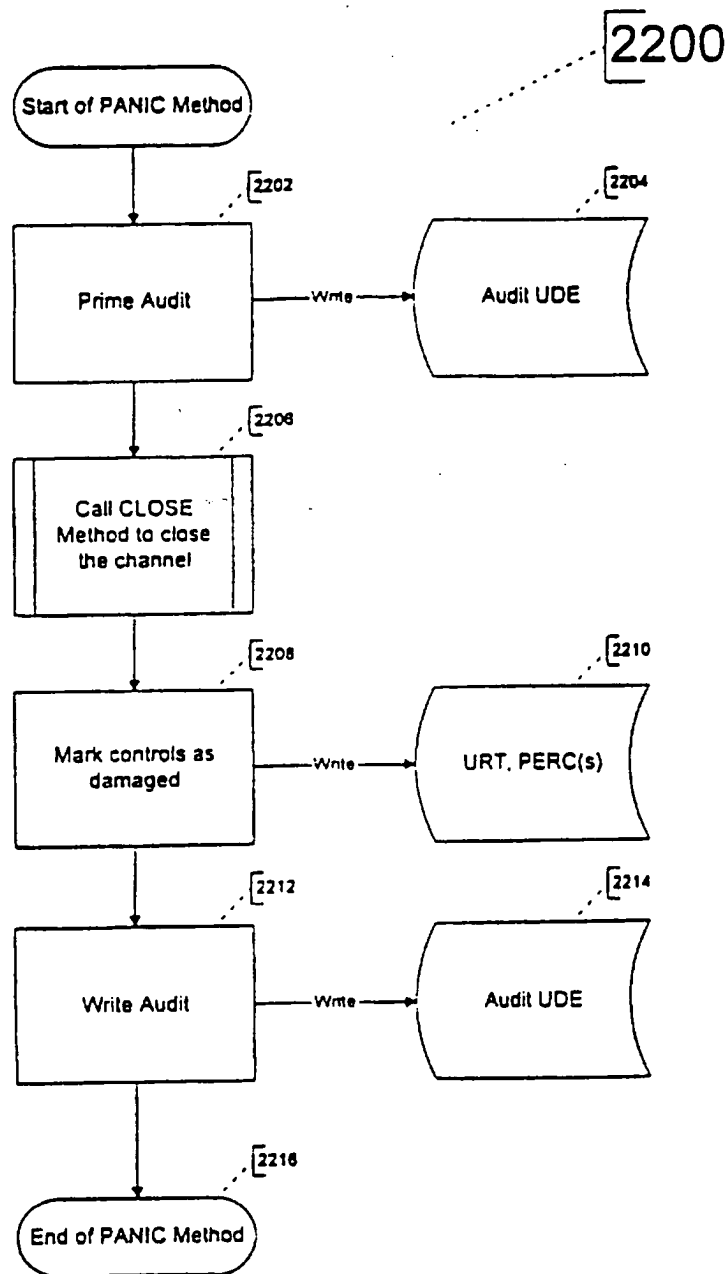 2200
Start of PANIC Method
2202
2204
Prime Audit
Write
Audit UDE
2206
Call CLOSE
Method to close
the channel
2208
2210
Mark controls as
damaged
Write
URT, PERC(s)
2212
2214
Write Audit
Write
Audit UDE
2216
End of PANIC Method